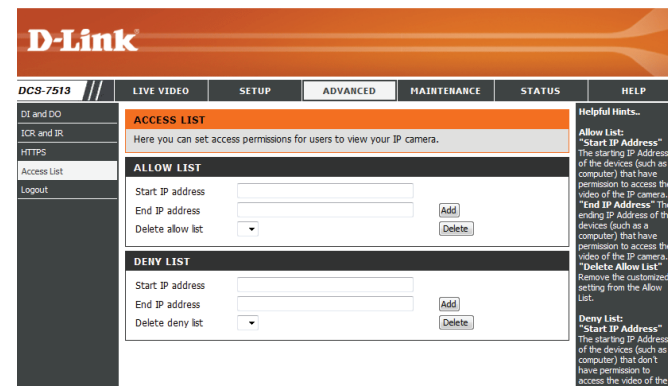 D-Link
DCS-7513
LIVE VIDEO
SETUP
ADVANCED
MAINTENANCE
STATUS
HELP
DI and DO
ICR and IR
HTTPS
Access List
Logout
ACCESS LIST
Here you can set access permissions for users to view your IP camera.
ALLOW LIST
Start IP address
End IP address
Add
Delete allow list
Delete
DENY LIST
Start IP address
End IP address
Add
Delete deny list
Delete
Helpful Hints..
Allow List:
"Start IP Address"
The starting IP Address
of the devices (such as
computer) that have
permission to access the
video of the IP camera.
"End IP Address" The
ending IP Address of th
devices (such as a
computer) that have
permission to access the
video of the IP camera.
"Delete Allow List"
Remove the customized
setting from the Allow
List.
Deny List:
"Start IP Address"
The starting IP Address
of the devices (such as
computer) that don't
have permission to
access the video of the